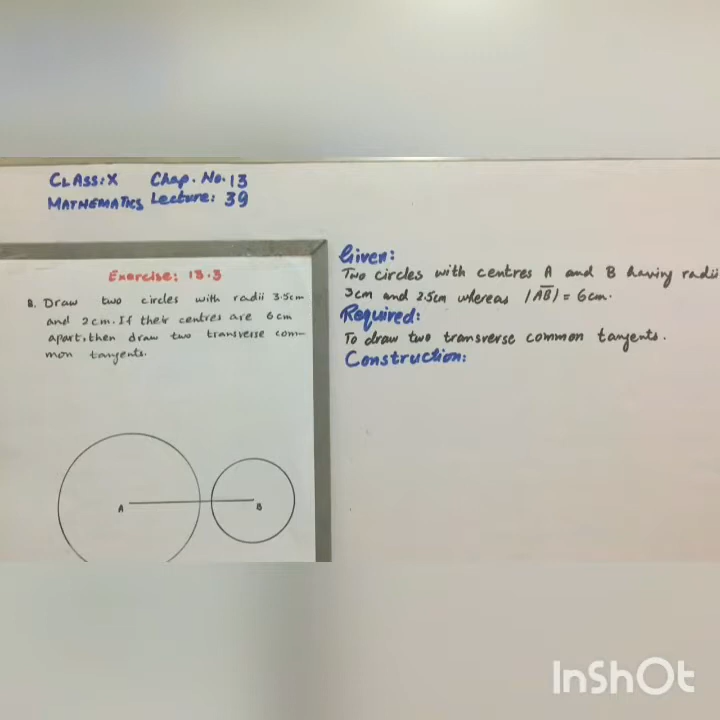 CLASS:X Chap. No. 13
MATHEMATICS Lecture: 39
Exercise: 13.3
8. Draw two circles with radii 3.5cm
and 2cm. If their centres are 6cm
apart, then draw two transverse com-
mon tangents.
A B
Given:
Two circles with centres A and B having radii
3cm and 2.5cm whereas |AB| = 6cm.
Required:
To draw two transverse common tangents.
Construction:
InShOt